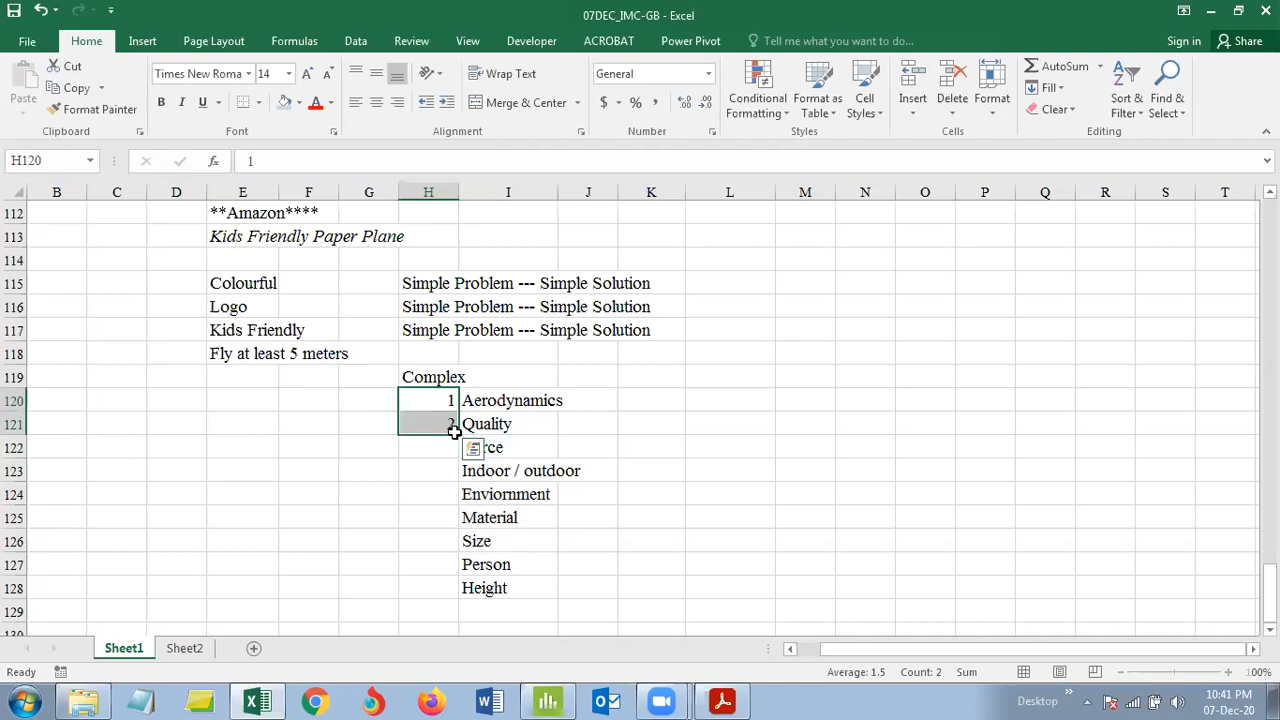 07DEC_IMC-GB - Excel
File Home Insert Page Layout Formulas Data Review View Developer ACROBAT Power Pivot Tell me what you want to do... Sign in Share
Paste Cut Copy Format Painter
Clipboard
Times New Roma 14
B I U
Font
Wrap Text
Merge & Center
Alignment
General
$ % ,
Number
Conditional Formatting Format as Table Cell Styles
Styles
Insert Delete Format
Cells
AutoSum Fill Clear
Sort & Filter Find & Select
Editing
H120 fx 1
B C D E F G H I J K L M N O P Q R S T
112 **Amazon****
113 Kids Friendly Paper Plane
114
115 Colourful Simple Problem --- Simple Solution
116 Logo Simple Problem --- Simple Solution
117 Kids Friendly Simple Problem --- Simple Solution
118 Fly at least 5 meters
119 Complex
120 1 Aerodynamics
121 2 Quality
122 rce
123 Indoor / outdoor
124 Enviornment
125 Material
126 Size
127 Person
128 Height
129
130
Sheet1 Sheet2
Ready Average: 1.5 Count: 2 Sum 100%
Desktop 10:41 PM
07-Dec-20